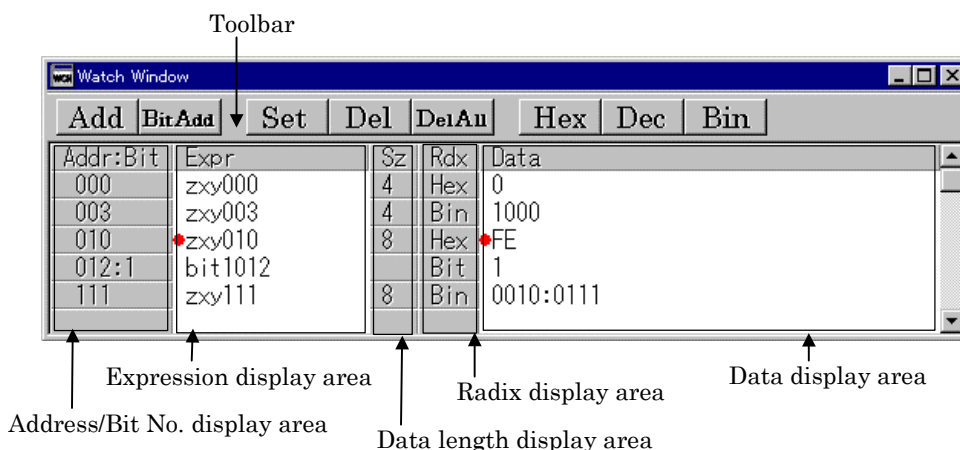 Toolbar
WCH Watch Window
Add BitAdd Set Del DelAll Hex Dec Bin
Addr:Bit Expr Sz Rdx Data
000 zxy000 4 Hex 0
003 zxy003 4 Bin 1000
010 zxy010 8 Hex FE
012:1 bit1012 Bit 1
111 zxy111 8 Bin 0010:0111
Expression display area
Radix display area
Data display area
Address/Bit No. display area
Data length display area